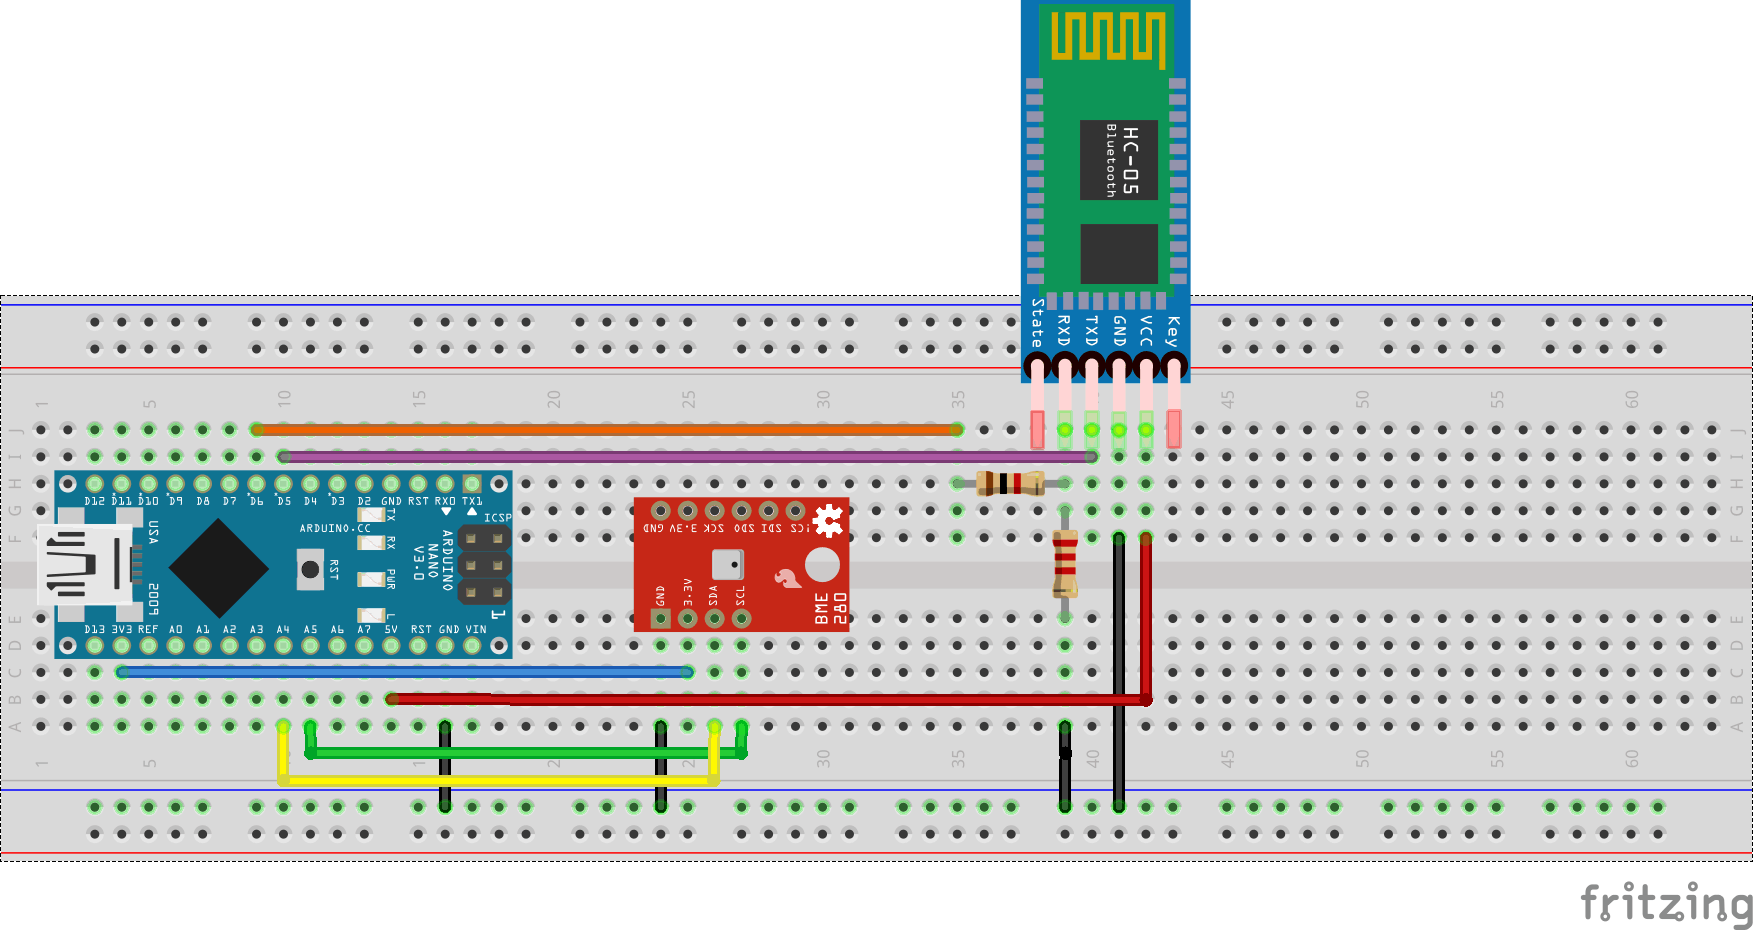 HC-05
Bluetooth
State RXD TXD GND VCC Key
1 5 10 15 20 25 30 35 40 45 50 55 60
J J
I I
H H
G G
F F
E E
D D
C C
B B
A A
D12 D11 D10 D9 D8 D7 D6 D5 D4 D3 D2 GND RST RX0 TX1
ARDUINO.CC
TX
RX
PWR
L
RST
ICSP
1
ARDUINO
NANO
V3.0
USA
2009
D13 3V3 REF A0 A1 A2 A3 A4 A5 A6 A7 5V RST GND VIN
GND 3.3V SCK SDO SDI !CS
GND 3.3V SDA SCL
BME
280
1 5 10 15 20 25 30 35 40 45 50 55 60
fritzing